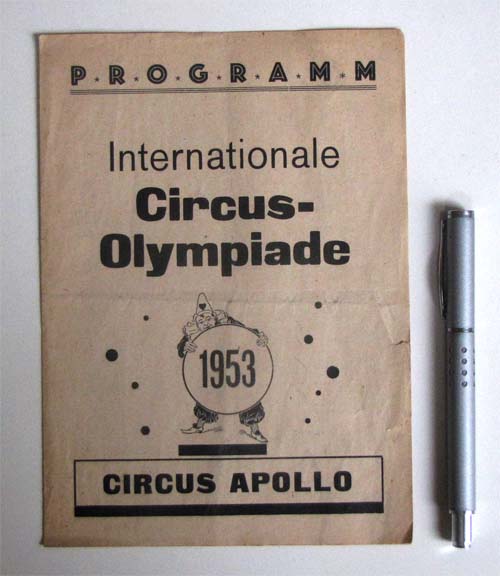 P·R·O·G·R·A·M·M
Internationale
Circus-
Olympiade
1953
CIRCUS APOLLO